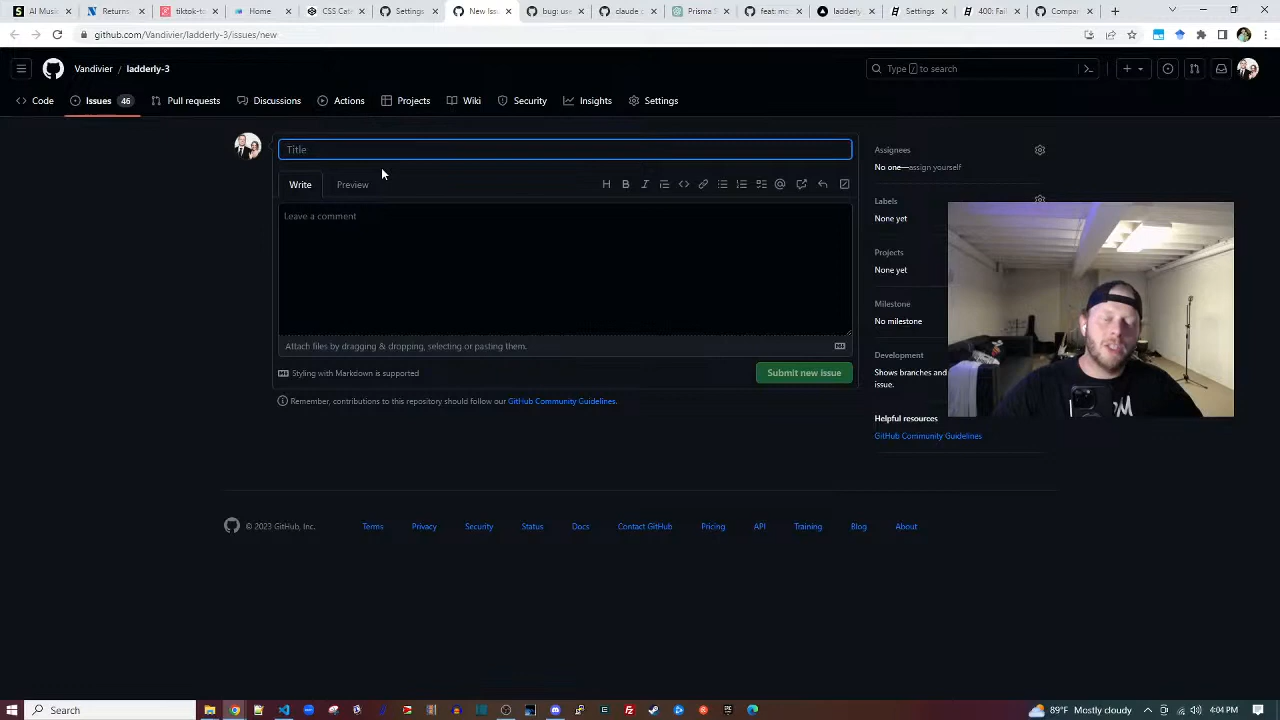 AI Music
Returns
tiktok-to
Home
CSS Cat
Settings
New Iss
bug: use
claude c
Prisma S
feat: mo
ladderly
Settings
400: Fail
Compar
github.com/Vandivier/ladderly-3/issues/new
Vandivier / ladderly-3
Type / to search
Code
Issues 46
Pull requests
Discussions
Actions
Projects
Wiki
Security
Insights
Settings
Title
Write
Preview
Leave a comment
Attach files by dragging & dropping, selecting or pasting them.
Styling with Markdown is supported
Submit new issue
Remember, contributions to this repository should follow our GitHub Community Guidelines.
Assignees
No one—assign yourself
Labels
None yet
Projects
None yet
Milestone
No milestone
Development
Shows branches and
issue.
Helpful resources
GitHub Community Guidelines
© 2023 GitHub, Inc.
Terms
Privacy
Security
Status
Docs
Contact GitHub
Pricing
API
Training
Blog
About
Search
89°F Mostly cloudy
4:04 PM